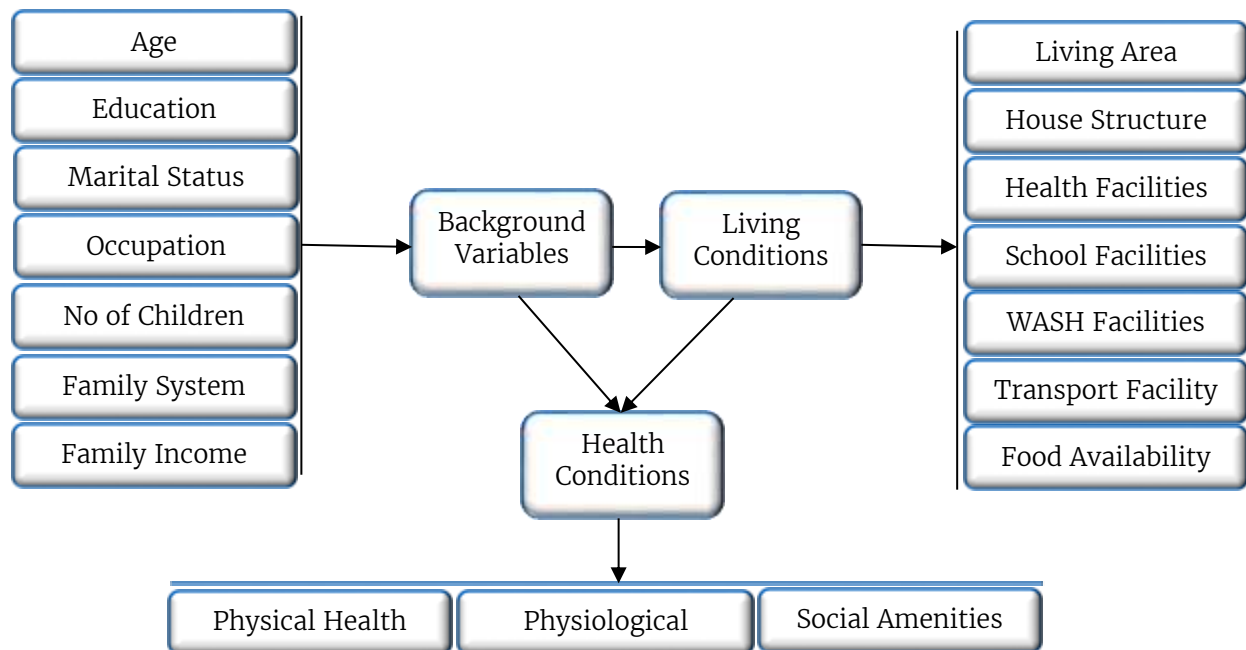 Age
Education
Marital Status
Occupation
No of Children
Family System
Family Income
Background
Variables
Living
Conditions
Health
Conditions
Living Area
House Structure
Health Facilities
School Facilities
WASH Facilities
Transport Facility
Food Availability
Physical Health
Physiological
Social Amenities